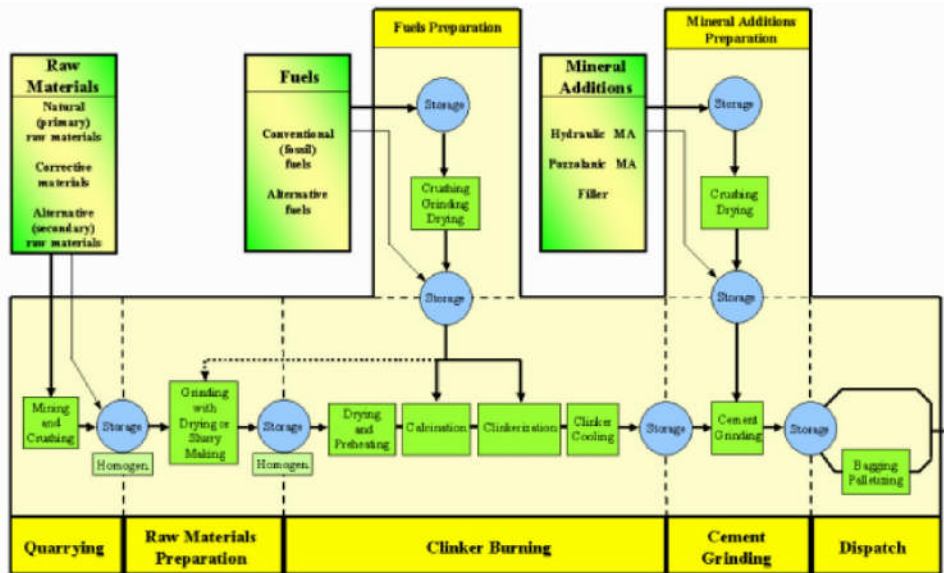 Fuels Preparation
Mineral Additions
Preparation
Raw
Materials
Natural
(primary)
raw materials
Corrective
materials
Alternative
(secondary)
raw materials
Fuels
Conventional
(fossil)
fuels
Alternative
fuels
Storage
Crushing
Grinding
Drying
Storage
Mineral
Additions
Hydraulic MA
Pozzolanic MA
Filler
Storage
Crushing
Drying
Storage
Mining
and
Crushing
Storage
Homogen.
Grinding
with
Drying or
Slurry
Making
Storage
Homogen.
Drying
and
Preheating
Calcination
Clinkerization
Clinker
Cooling
Storage
Cement
Grinding
Storage
Bagging
Palletizing
Quarrying
Raw Materials
Preparation
Clinker Burning
Cement
Grinding
Dispatch